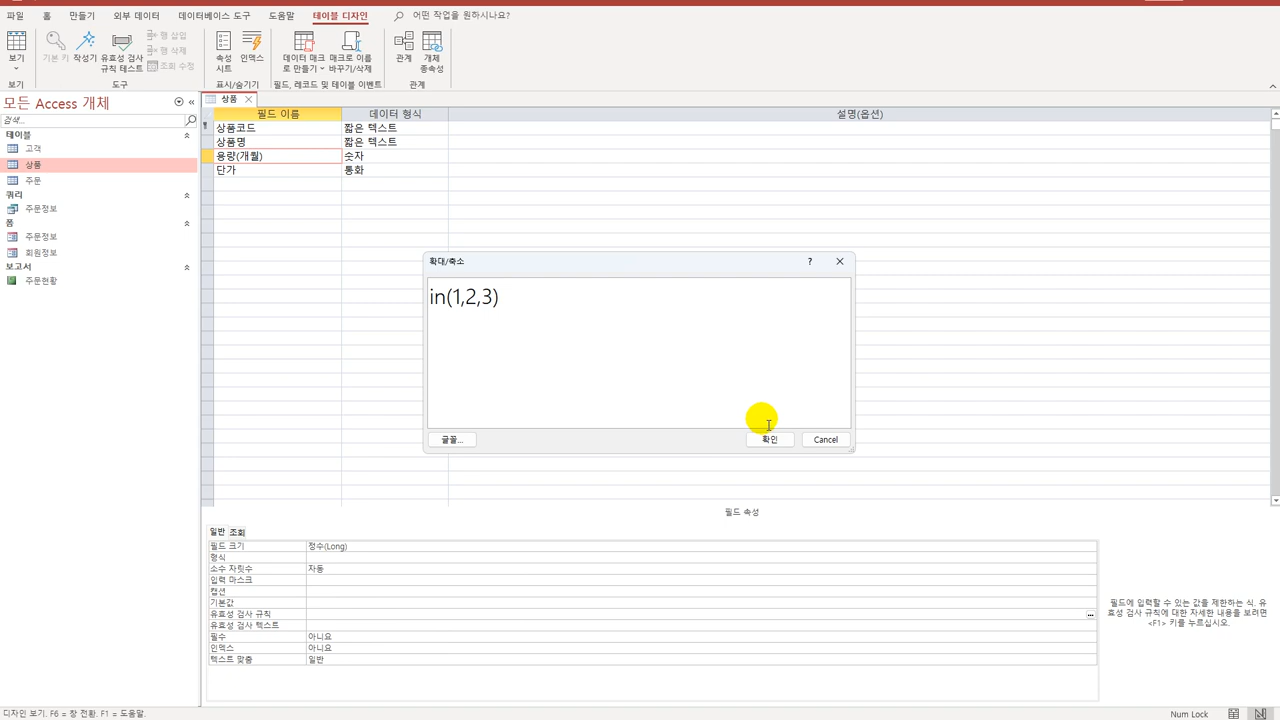 파일 홈 만들기 외부 데이터 데이터베이스 도구 도움말 테이블 디자인 어떤 작업을 원하시나요?
보기
기본 키
작성기
유효성 검사
규칙 테스트
행 삽입
행 삭제
조회 수정
속성
시트
인덱스
데이터 매크
로 만들기
매크로 이름
바꾸기/삭제
관계
개체
종속성
보기 도구 표시/숨기기 필드, 레코드 및 테이블 이벤트 관계
모든 Access 개체
검색...
테이블
고객
상품
주문
쿼리
주문정보
폼
주문정보
회원정보
보고서
주문현황
상품
필드 이름 데이터 형식 설명(옵션)
상품코드 짧은 텍스트
상품명 짧은 텍스트
용량(개월) 숫자
단가 통화
확대/축소 ?
in(1,2,3)
글꼴... 확인 Cancel
필드 속성
일반 조회
필드 크기 정수(Long)
형식
소수 자릿수 자동
입력 마스크
캡션
기본값
유효성 검사 규칙 ...
유효성 검사 텍스트
필수 아니요
인덱스 아니요
텍스트 맞춤 일반
필드에 입력할 수 있는 값을 제한하는 식. 유
효성 검사 규칙에 대한 자세한 내용을 보려면
<F1> 키를 누르십시오.
디자인 보기. F6 = 창 전환. F1 = 도움말.
Num Lock